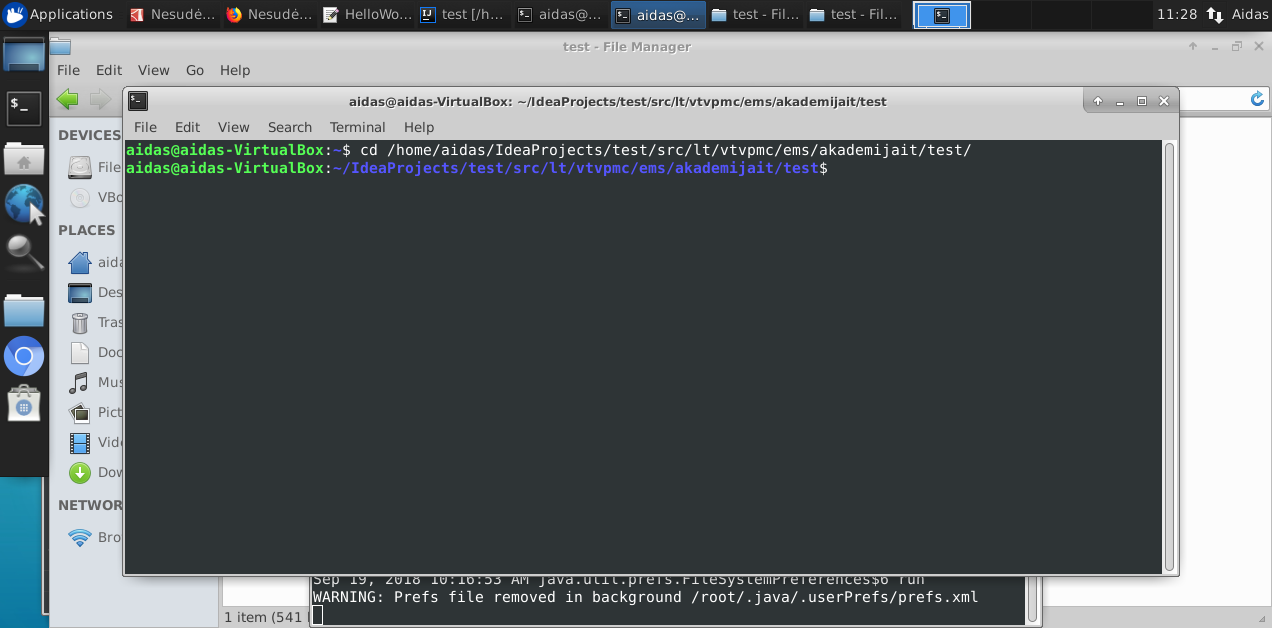 Applications
Nesudė...
Nesudė...
HelloWo...
test [/h...
aidas@...
aidas@...
test - Fil...
test - Fil...
11:28
Aidas
test - File Manager
File Edit View Go Help
aidas@aidas-VirtualBox: ~/IdeaProjects/test/src/lt/vtvpmc/ems/akademijait/test
File Edit View Search Terminal Help
aidas@aidas-VirtualBox:~$ cd /home/aidas/IdeaProjects/test/src/lt/vtvpmc/ems/akademijait/test/
aidas@aidas-VirtualBox:~/IdeaProjects/test/src/lt/vtvpmc/ems/akademijait/test$
DEVICES
File
VBo
PLACES
aida
Des
Tras
Doc
Mus
Pict
Vide
Dow
NETWOR
Bro
Sep 19, 2018 10:16:53 AM java.util.prefs.FileSystemPreferences$6 run
WARNING: Prefs file removed in background /root/.java/.userPrefs/prefs.xml
1 item (541